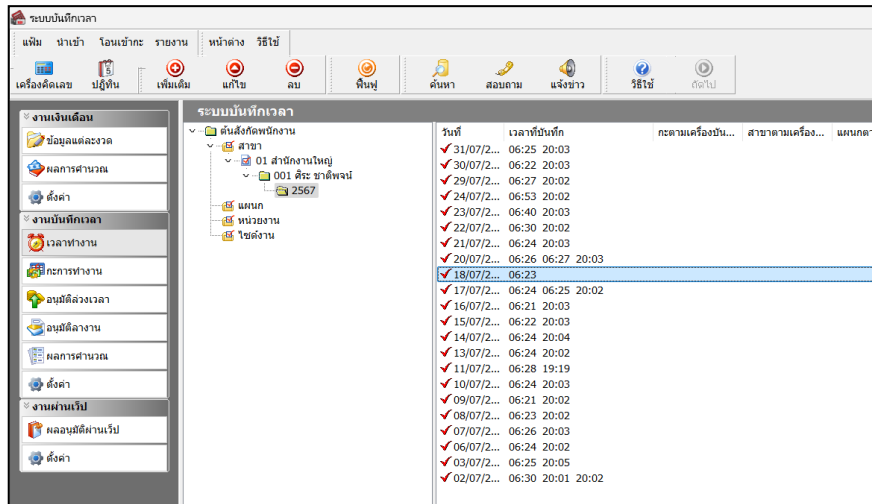 ระบบบันทึกเวลา
แฟ้ม นำเข้า โอนเข้ากะ รายงาน หน้าต่าง วิธีใช้
เครื่องคิดเลข ปฏิทิน เพิ่มเติม แก้ไข ลบ ฟื้นฟู ค้นหา สอบถาม แจ้งข่าว วิธีใช้ ถัดไป
งานเงินเดือน
ข้อมูลแต่ละงวด
ผลการคำนวณ
ตั้งค่า
งานบันทึกเวลา
เวลาทำงาน
กะการทำงาน
อนุมัติล่วงเวลา
อนุมัติลางาน
ผลการคำนวณ
ตั้งค่า
งานผ่านเว็ป
ผลอนุมัติผ่านเว็ป
ตั้งค่า
ระบบบันทึกเวลา
ต้นสังกัดพนักงาน
สาขา
01 สำนักงานใหญ่
001 ศิระ ชาติพจน์
2567
แผนก
หน่วยงาน
ไซด์งาน
วันที่ เวลาที่บันทึก กะตามเครื่องบัน... สาขาตามเครื่อง... แผนกตา
31/07/2... 06:25 20:03
30/07/2... 06:22 20:03
29/07/2... 06:27 20:02
24/07/2... 06:53 20:02
23/07/2... 06:40 20:03
22/07/2... 06:30 20:02
21/07/2... 06:24 20:03
20/07/2... 06:26 06:27 20:03
18/07/2... 06:23
17/07/2... 06:24 06:25 20:02
16/07/2... 06:21 20:03
15/07/2... 06:22 20:03
14/07/2... 06:24 20:04
13/07/2... 06:24 20:02
11/07/2... 06:28 19:19
10/07/2... 06:24 20:03
09/07/2... 06:21 20:02
08/07/2... 06:23 20:02
07/07/2... 06:26 20:03
06/07/2... 06:24 20:02
03/07/2... 06:25 20:05
02/07/2... 06:30 20:01 20:02